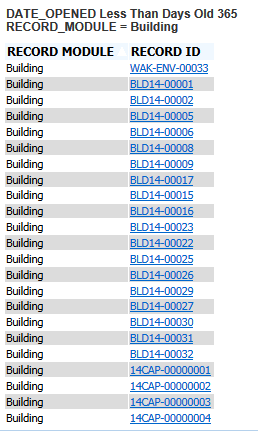 DATE_OPENED Less Than Days Old 365
RECORD_MODULE = Building
RECORD MODULE RECORD ID
Building WAK-ENV-00033
Building BLD14-00001
Building BLD14-00002
Building BLD14-00005
Building BLD14-00006
Building BLD14-00008
Building BLD14-00009
Building BLD14-00017
Building BLD14-00015
Building BLD14-00016
Building BLD14-00023
Building BLD14-00022
Building BLD14-00025
Building BLD14-00026
Building BLD14-00029
Building BLD14-00027
Building BLD14-00030
Building BLD14-00031
Building BLD14-00032
Building 14CAP-00000001
Building 14CAP-00000002
Building 14CAP-00000003
Building 14CAP-00000004